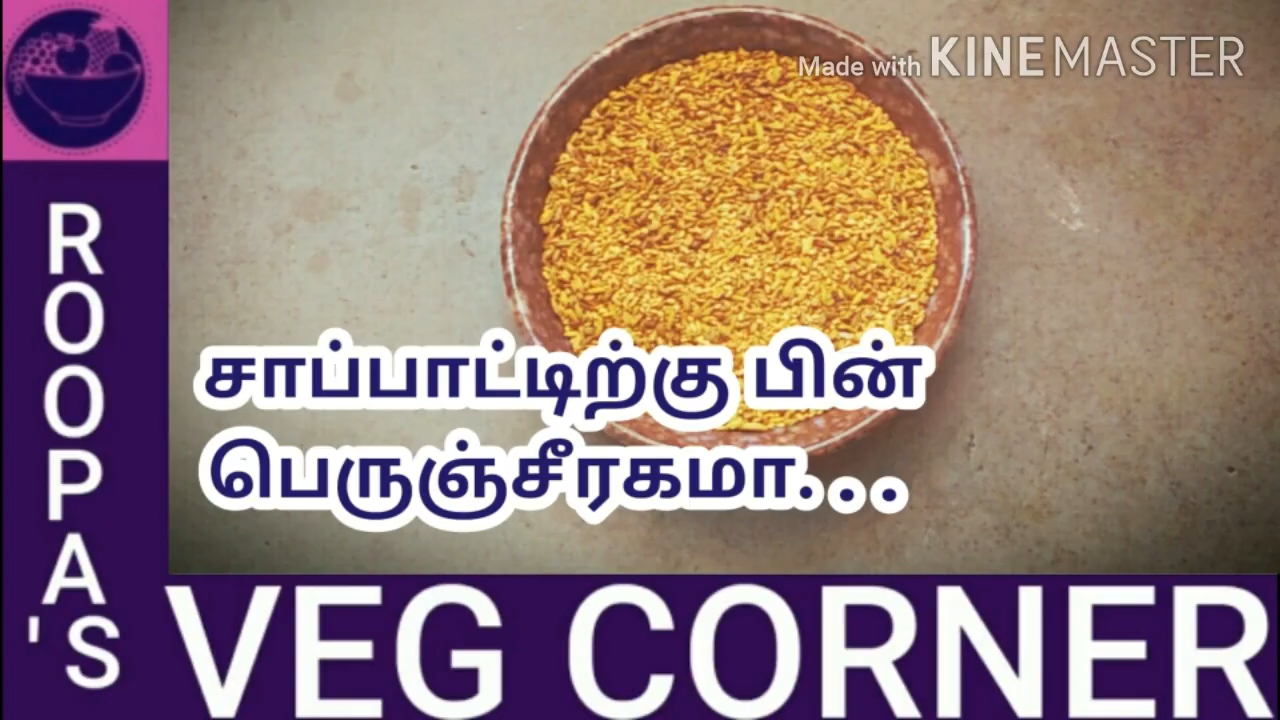 Made with KINEMASTER
சாப்பாட்டிற்கு பின்
பெருஞ்சீரகமா...
ROOPA'S
VEG CORNER